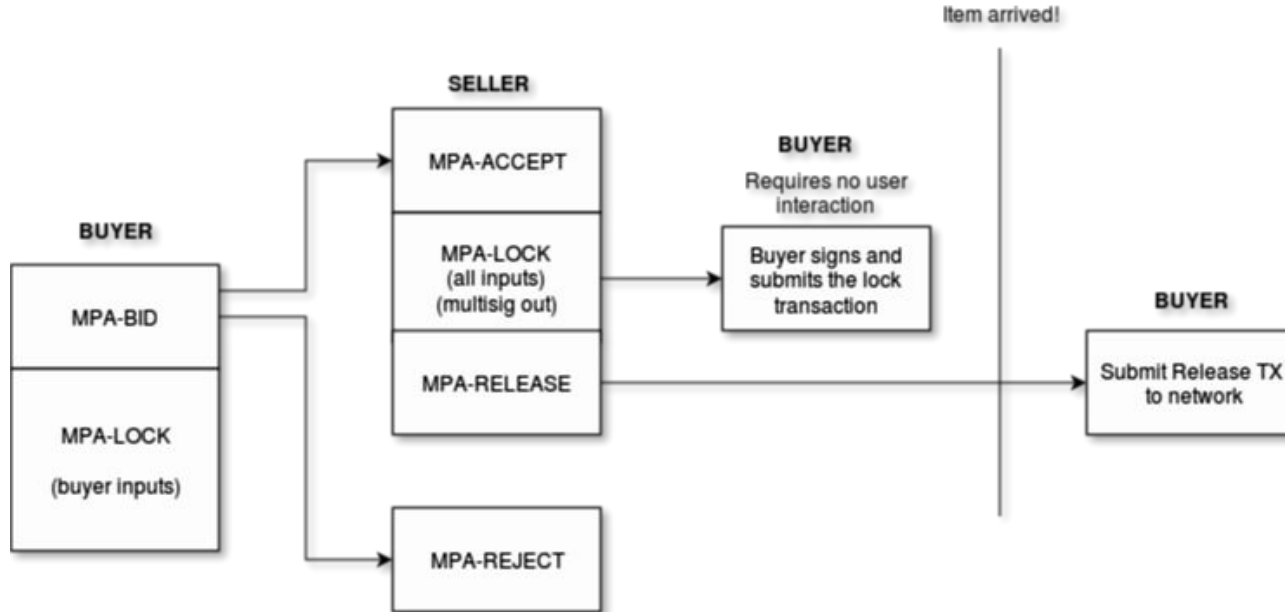 Item arrived!
SELLER
MPA-ACCEPT
MPA-LOCK
(all inputs)
(multisig out)
MPA-RELEASE
BUYER
Requires no user
interaction
Buyer signs and
submits the lock
transaction
BUYER
MPA-BID
MPA-LOCK
(buyer inputs)
BUYER
Submit Release TX
to network
MPA-REJECT